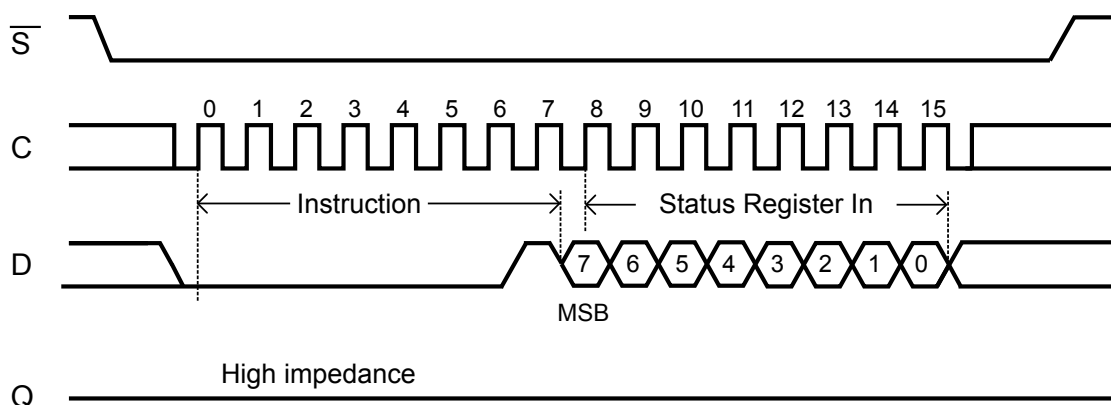 S
0 1 2 3 4 5 6 7 8 9 10 11 12 13 14 15
C
Instruction Status Register In
D 7 6 5 4 3 2 1 0
MSB
High impedance
Q